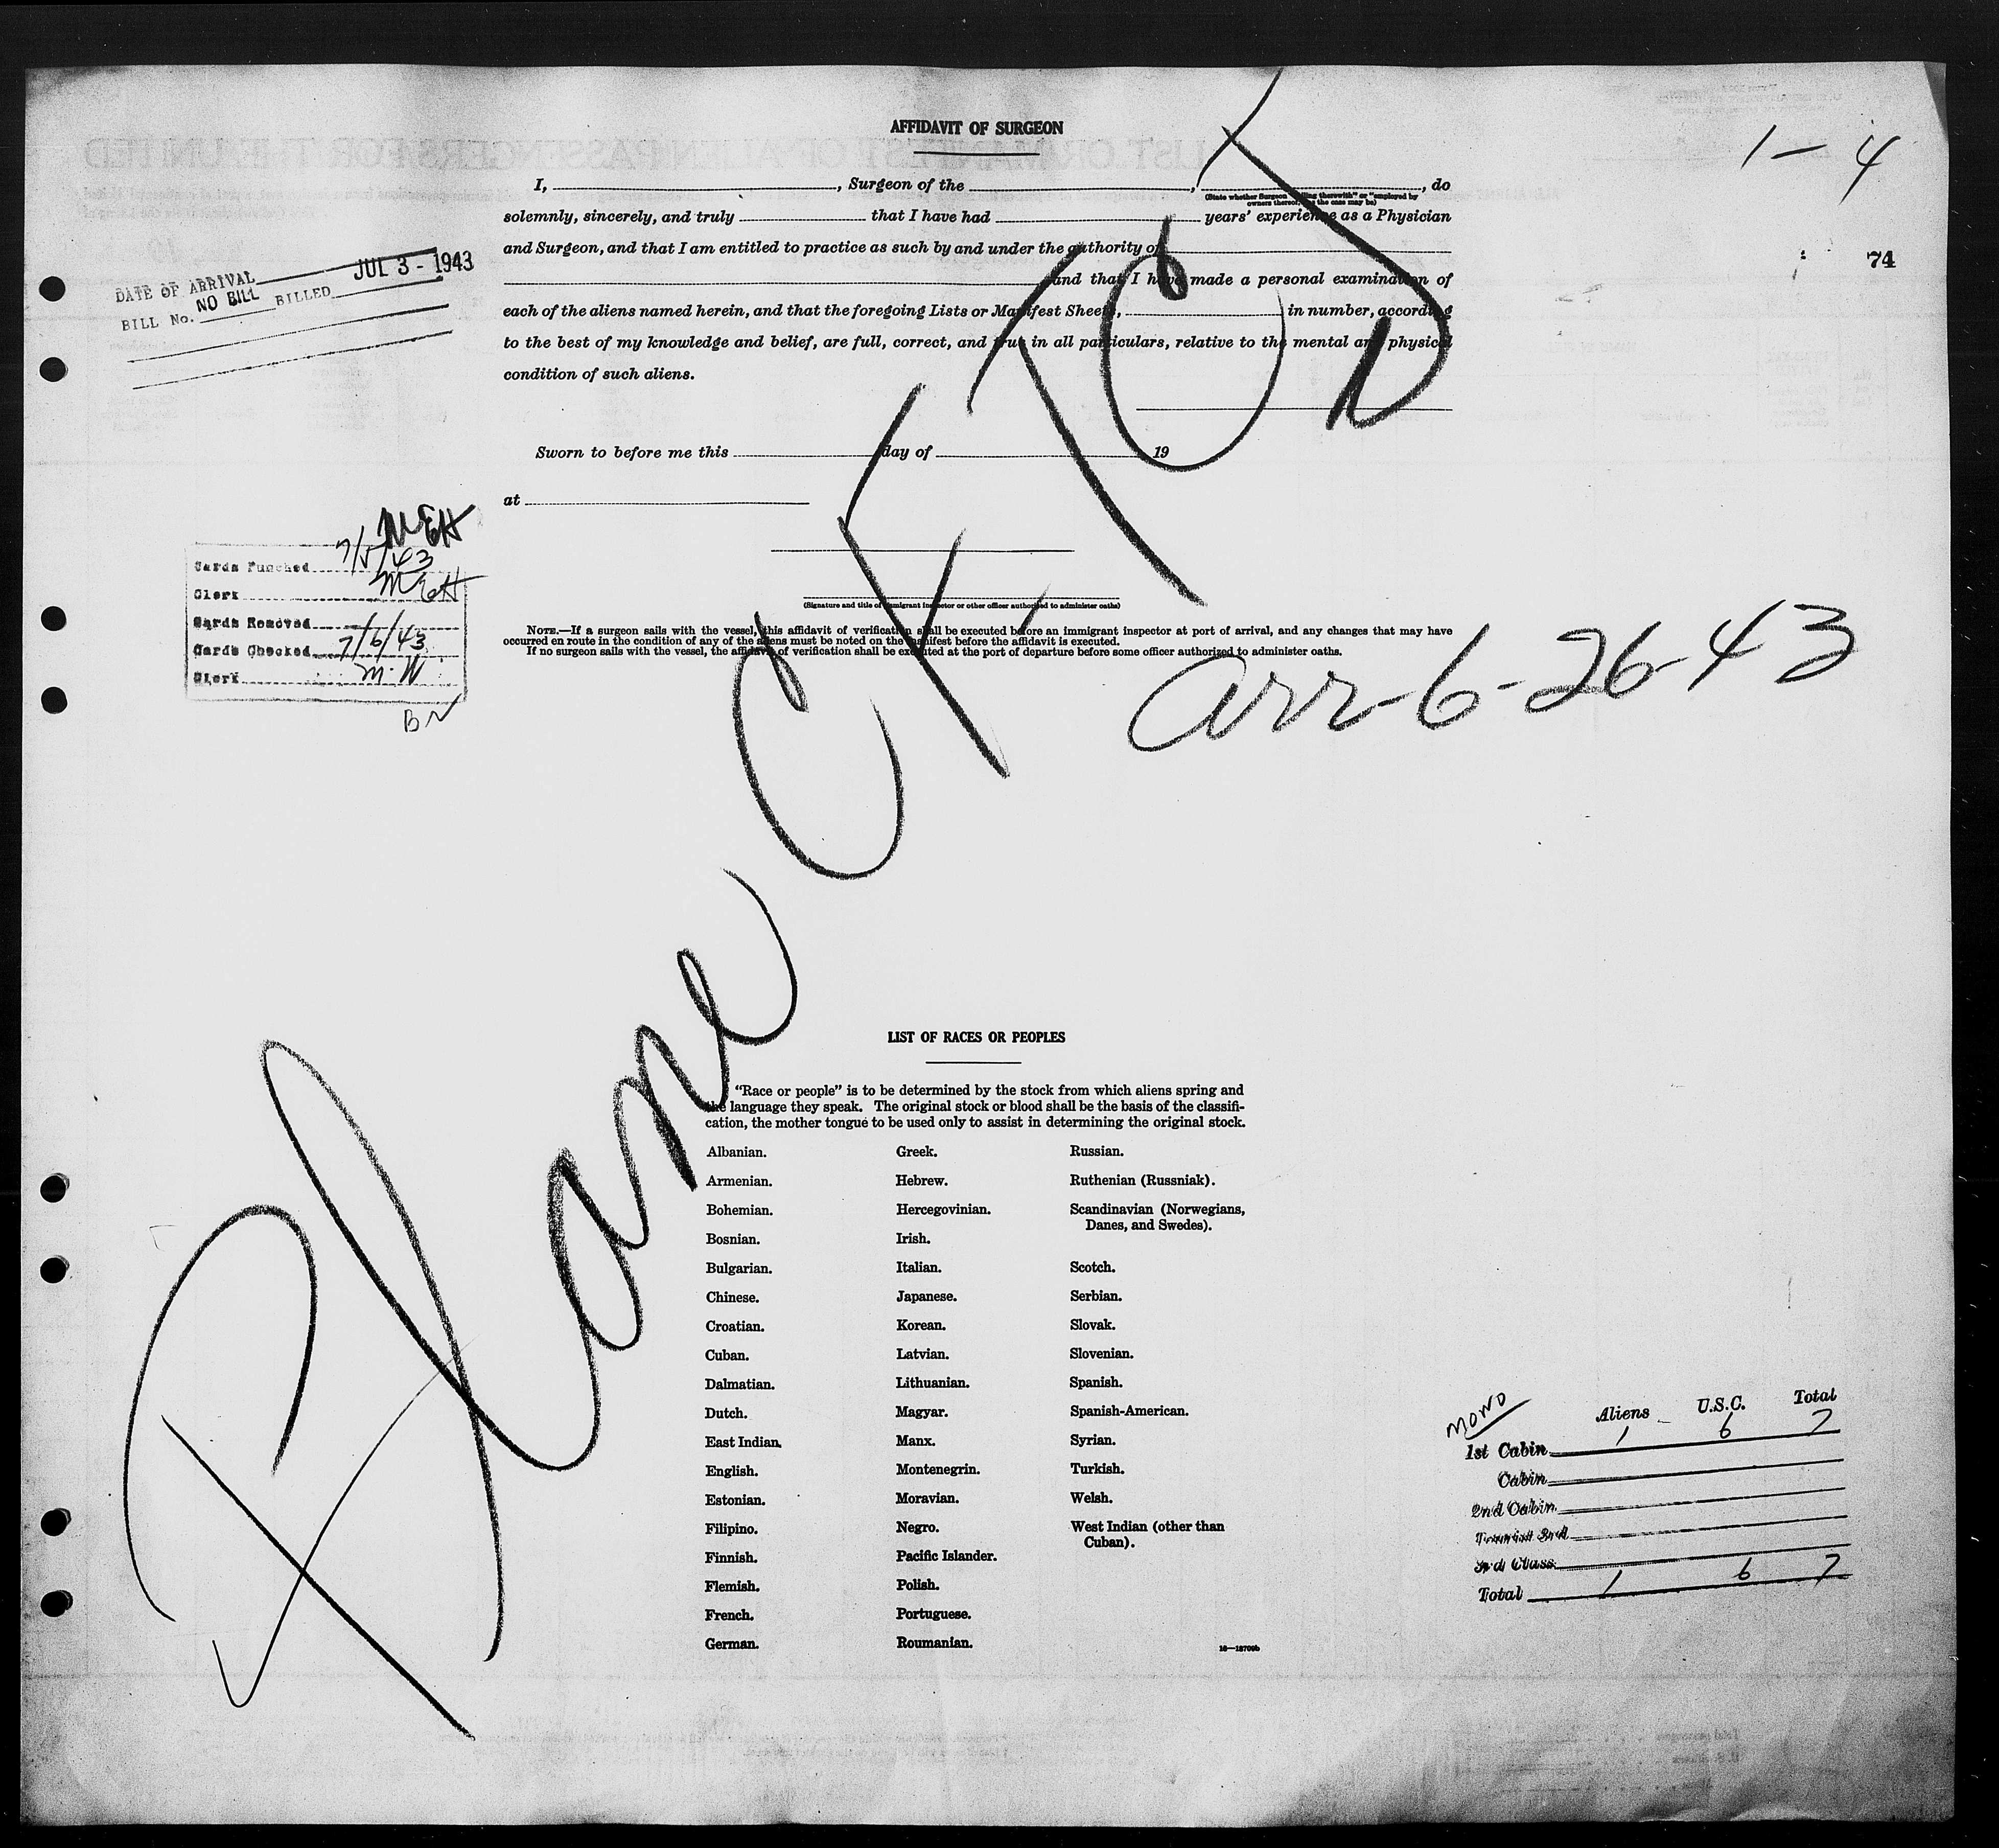 AFFIDAVIT OF SURGEON
1 - 4
I, , Surgeon of the , , do
(State whether Surgeon sailing therewith" or "employed by
owners thereof, as the case may be)
solemnly, sincerely, and truly that I have had years' experience as a Physician
and Surgeon, and that I am entitled to practice as such by and under the authority of
and that I have made a personal examination of
each of the aliens named herein, and that the foregoing Lists or Manifest Sheets, in number, according
to the best of my knowledge and belief, are full, correct, and true in all particulars, relative to the mental and physical
condition of such aliens.
74
DATE OF ARRIVAL JUL 3 - 1943
BILL No. NO BILL BILLED
Sworn to before me this day of 19
at
(Signature and title of immigrant inspector or other officer authorized to administer oaths)
NOTE.—If a surgeon sails with the vessel, this affidavit of verification shall be executed before an immigrant inspector at port of arrival, and any changes that may have
occurred en route in the condition of any of the aliens must be noted on the manifest before the affidavit is executed.
If no surgeon sails with the vessel, the affidavit of verification shall be executed at the port of departure before some officer authorized to administer oaths.
MEH
Cards Punched 7/5/43
Clerk MEH
Cards Removed
Cards Checked 7/6/43
Clerk M.W
BN
Arr-6-26-43
Plane
LIST OF RACES OR PEOPLES
"Race or people" is to be determined by the stock from which aliens spring and
the language they speak. The original stock or blood shall be the basis of the classifi-
cation, the mother tongue to be used only to assist in determining the original stock.
Albanian.
Armenian.
Bohemian.
Bosnian.
Bulgarian.
Chinese.
Croatian.
Cuban.
Dalmatian.
Dutch.
East Indian.
English.
Estonian.
Filipino.
Finnish.
Flemish.
French.
German.
Greek.
Hebrew.
Hercegovinian.
Irish.
Italian.
Japanese.
Korean.
Latvian.
Lithuanian.
Magyar.
Manx.
Montenegrin.
Moravian.
Negro.
Pacific Islander.
Polish.
Portuguese.
Roumanian.
Russian.
Ruthenian (Russniak).
Scandinavian (Norwegians,
Danes, and Swedes).
Scotch.
Serbian.
Slovak.
Slovenian.
Spanish.
Spanish-American.
Syrian.
Turkish.
Welsh.
West Indian (other than
Cuban).
16—13709b
MONO
Aliens U.S.C. Total
1st Cabin 1 6 7
Cabin
2nd Cabin
Tourist 3rd
3rd Class
Total 1 6 7